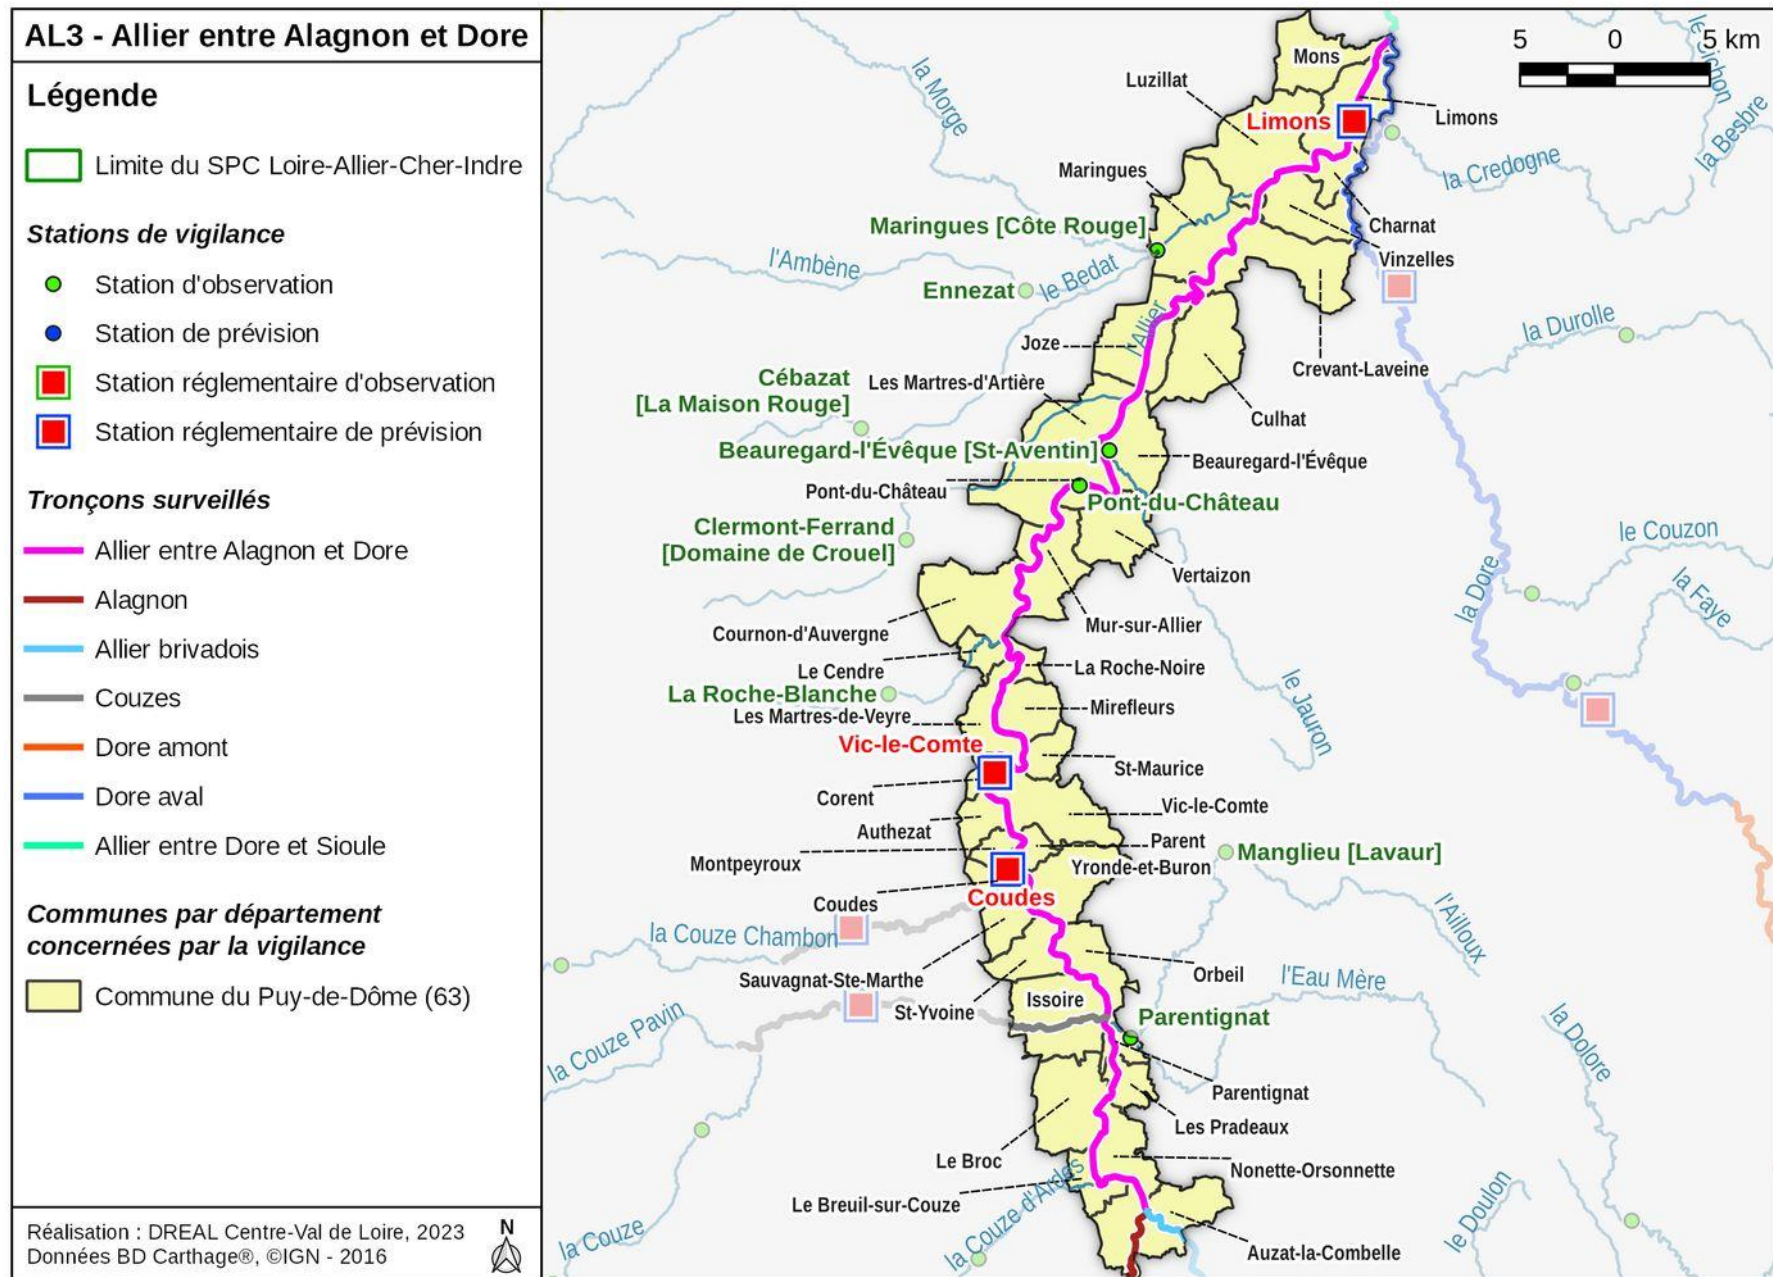 AL3 - Allier entre Alagnon et Dore
Légende
Limite du SPC Loire-Allier-Cher-Indre
Stations de vigilance
Station d'observation
Station de prévision
Station réglementaire d'observation
Station réglementaire de prévision
Tronçons surveillés
Allier entre Alagnon et Dore
Alagnon
Allier brivadois
Couzes
Dore amont
Dore aval
Allier entre Dore et Sioule
Communes par département
concernées par la vigilance
Commune du Puy-de-Dôme (63)
Réalisation : DREAL Centre-Val de Loire, 2023
Données BD Carthage®, ©IGN - 2016
N
5 0 5 km
Mons
Luzillat
la Morge
Limons
Limons
la Besbre
la Credogne
Maringues
Maringues [Côte Rouge]
Charnat
Vinzelles
l'Ambène
le Bedat
Ennezat
l'Allier
la Durolle
Joze
Crevant-Laveine
Les Martres-d'Artière
Cébazat
[La Maison Rouge]
Culhat
Beauregard-l'Évêque [St-Aventin]
Beauregard-l'Évêque
Pont-du-Château
Pont-du-Château
Clermont-Ferrand
[Domaine de Crouel]
le Couzon
Vertaizon
la Dore
la Faye
Cournon-d'Auvergne
Mur-sur-Allier
Le Cendre
La Roche-Noire
La Roche-Blanche
le Jauron
Mirefleurs
Les Martres-de-Veyre
Vic-le-Comte
St-Maurice
Corent
Vic-le-Comte
Authezat
Parent
Montpeyroux
Yronde-et-Buron
Manglieu [Lavaur]
Coudes
Coudes
la Couze Chambon
l'Ailloux
Orbeil
Sauvagnat-Ste-Marthe
l'Eau Mère
Issoire
St-Yvoine
Parentignat
la Couze Pavin
la Dolore
Parentignat
Les Pradeaux
Le Broc
Nonette-Orsonnette
Le Breuil-sur-Couze
la Couze d'Ardes
la Couze
le Doulon
Auzat-la-Combelle